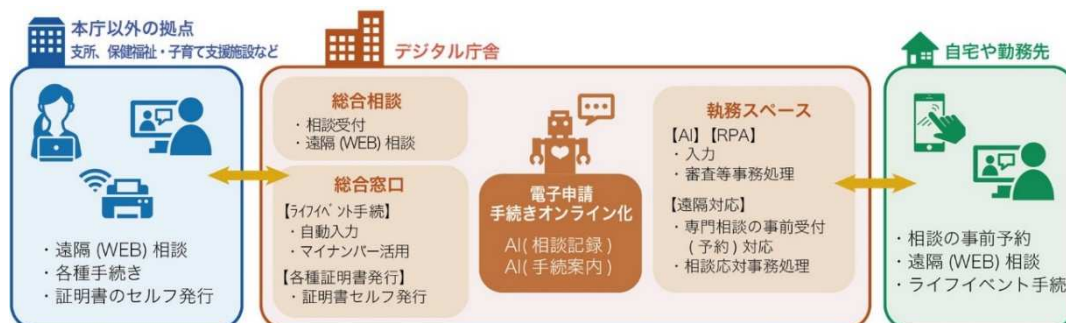 本庁以外の拠点
支所、保健福祉・子育て支援施設など
・遠隔 (WEB) 相談
・各種手続き
・証明書のセルフ発行
デジタル庁舎
総合相談
・相談受付
・遠隔 (WEB) 相談
総合窓口
【ﾗｲﾌｲﾍﾞﾝﾄ手続】
・自動入力
・マイナンバー活用
【各種証明書発行】
・証明書セルフ発行
電子申請
手続きオンライン化
AI( 相談記録 )
AI( 手続案内 )
執務スペース
【AI】【RPA】
・入力
・審査等事務処理
【遠隔対応】
・専門相談の事前受付
( 予約 ) 対応
・相談応対事務処理
自宅や勤務先
・相談の事前予約
・遠隔 (WEB) 相談
・ライフイベント手続